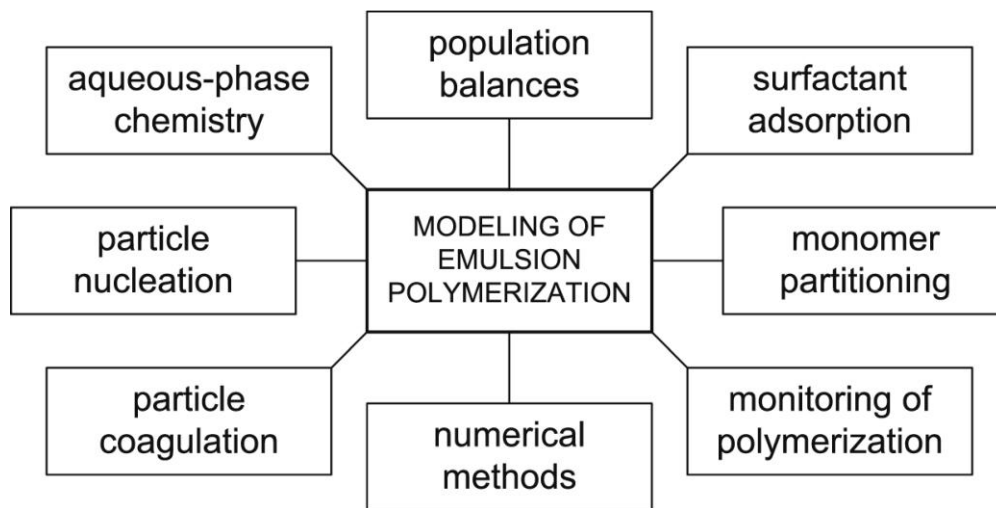 population
balances
aqueous-phase
chemistry
surfactant
adsorption
particle
nucleation
MODELING OF
EMULSION
POLYMERIZATION
monomer
partitioning
particle
coagulation
numerical
methods
monitoring of
polymerization